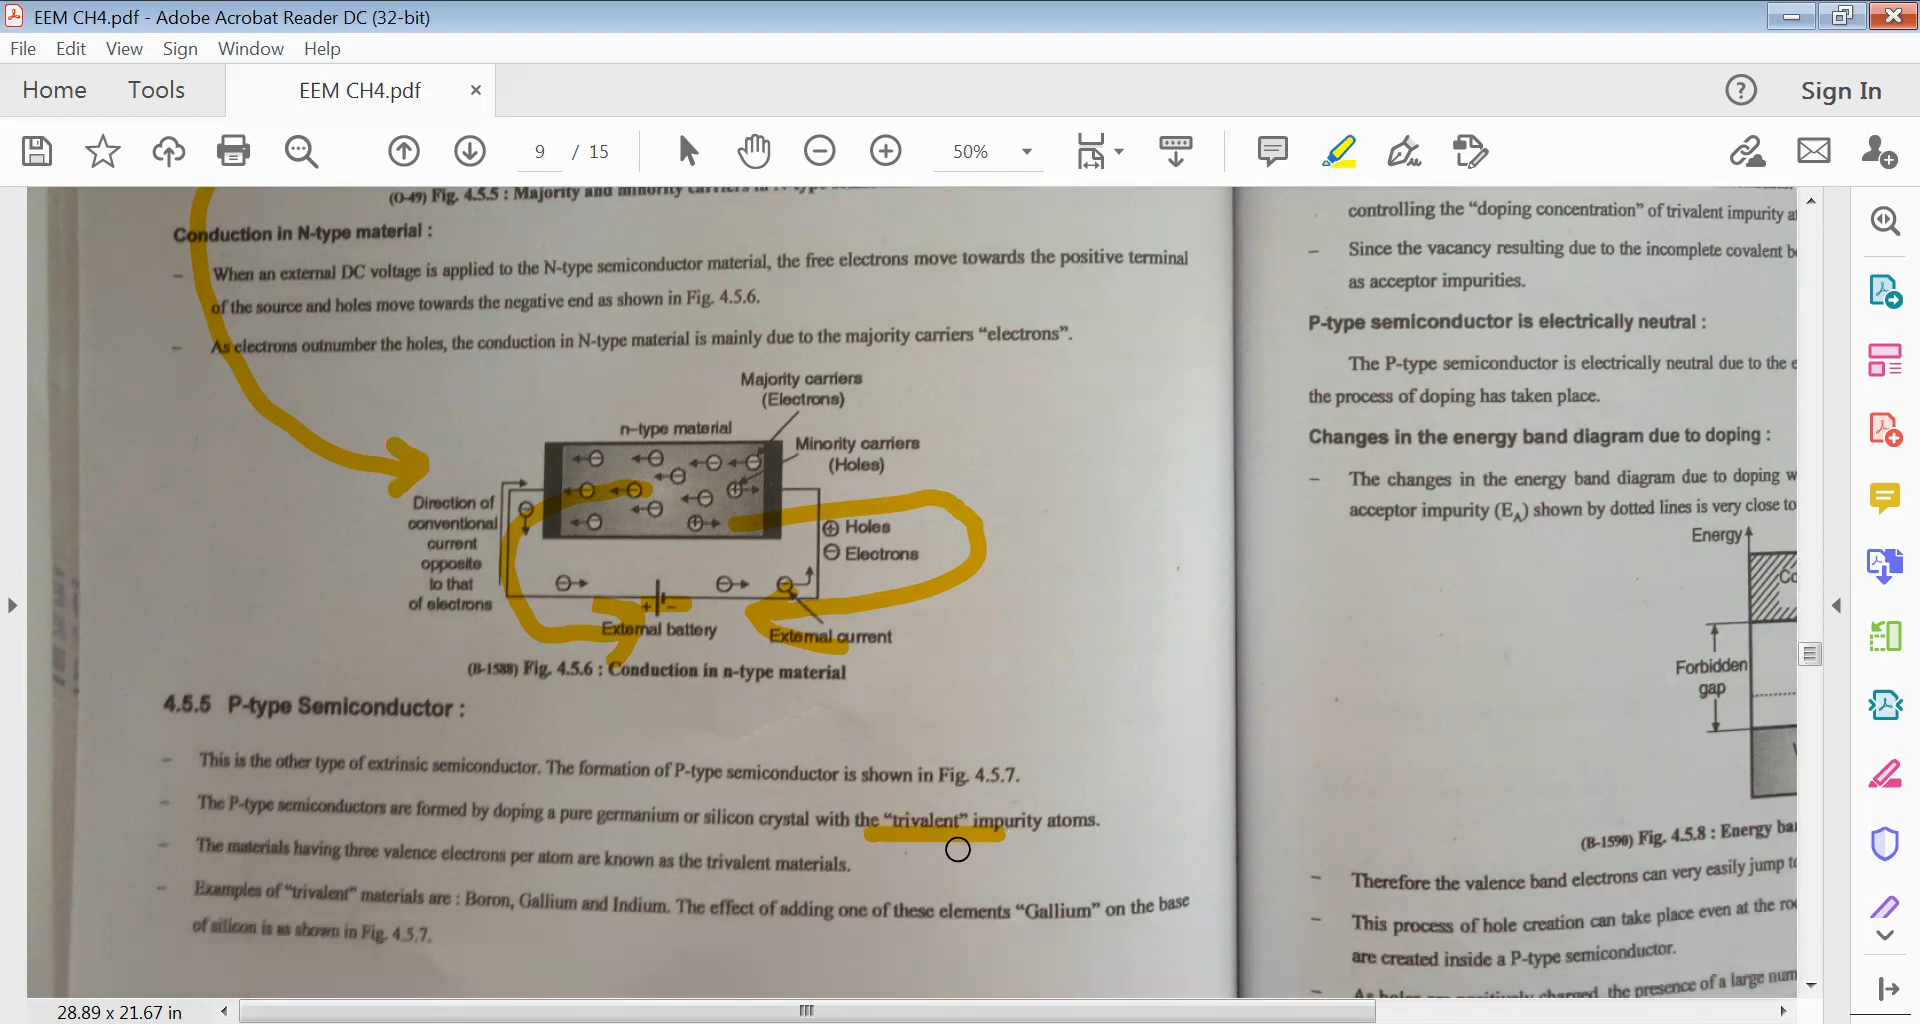 EEM CH4.pdf - Adobe Acrobat Reader DC (32-bit)
File Edit View Sign Window Help
Home Tools EEM CH4.pdf × Sign In
9 / 15 50%
(O-49) Fig. 4.5.5 : Majority and minority carriers in N-type
Conduction in N-type material :
– When an external DC voltage is applied to the N-type semiconductor material, the free electrons move towards the positive terminal
of the source and holes move towards the negative end as shown in Fig. 4.5.6.
– As electrons outnumber the holes, the conduction in N-type material is mainly due to the majority carriers “electrons”.
Majority carriers
(Electrons)
n-type material
Minority carriers
(Holes)
Direction of
conventional
current
opposite
to that
of electrons
Holes
Electrons
+ –
External battery
External current
(B-1588) Fig. 4.5.6 : Conduction in n-type material
4.5.5 P-type Semiconductor :
– This is the other type of extrinsic semiconductor. The formation of P-type semiconductor is shown in Fig. 4.5.7.
– The P-type semiconductors are formed by doping a pure germanium or silicon crystal with the “trivalent” impurity atoms.
– The materials having three valence electrons per atom are known as the trivalent materials.
– Examples of “trivalent” materials are : Boron, Gallium and Indium. The effect of adding one of these elements “Gallium” on the base
of silicon is as shown in Fig. 4.5.7.
controlling the “doping concentration” of trivalent impurity
– Since the vacancy resulting due to the incomplete covalent
as acceptor impurities.
P-type semiconductor is electrically neutral :
The P-type semiconductor is electrically neutral due to the
the process of doping has taken place.
Changes in the energy band diagram due to doping :
– The changes in the energy band diagram due to doping
acceptor impurity (EA) shown by dotted lines is very close to
Energy
Co
Forbidden
gap
(B-1590) Fig. 4.5.8 : Energy
– Therefore the valence band electrons can very easily jump
– This process of hole creation can take place even at the
are created inside a P-type semiconductor.
– As holes are positively charged, the presence of a large
28.89 x 21.67 in